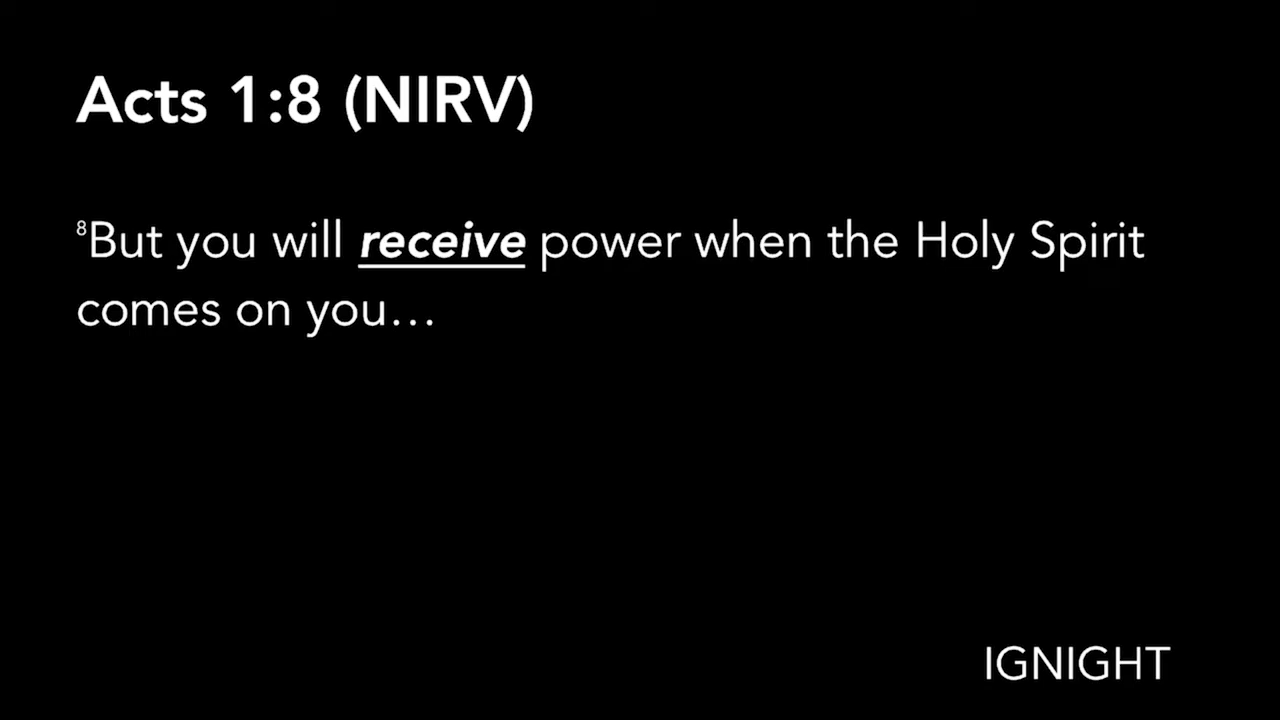 Acts 1:8 (NIRV)
⁸But you will receive power when the Holy Spirit
comes on you…
IGNIGHT